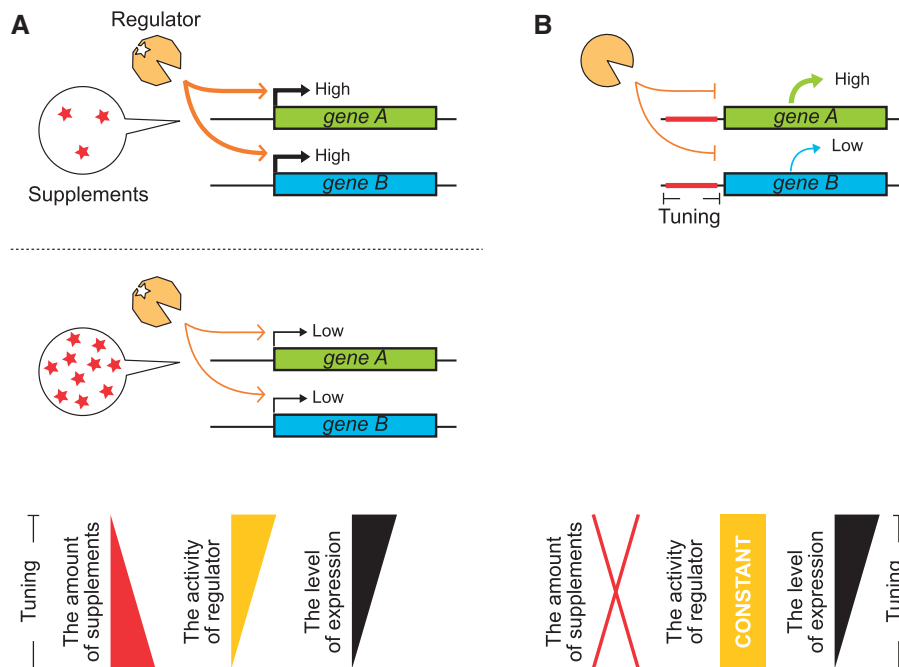 A
Regulator
High
gene A
High
gene B
Supplements
Low
gene A
Low
gene B
Tuning
The amount
of supplements
The activity
of regulator
The level
of expression
B
High
gene A
Low
gene B
Tuning
The amount
of supplements
The activity
of regulator
CONSTANT
The level
of expression
Tuning